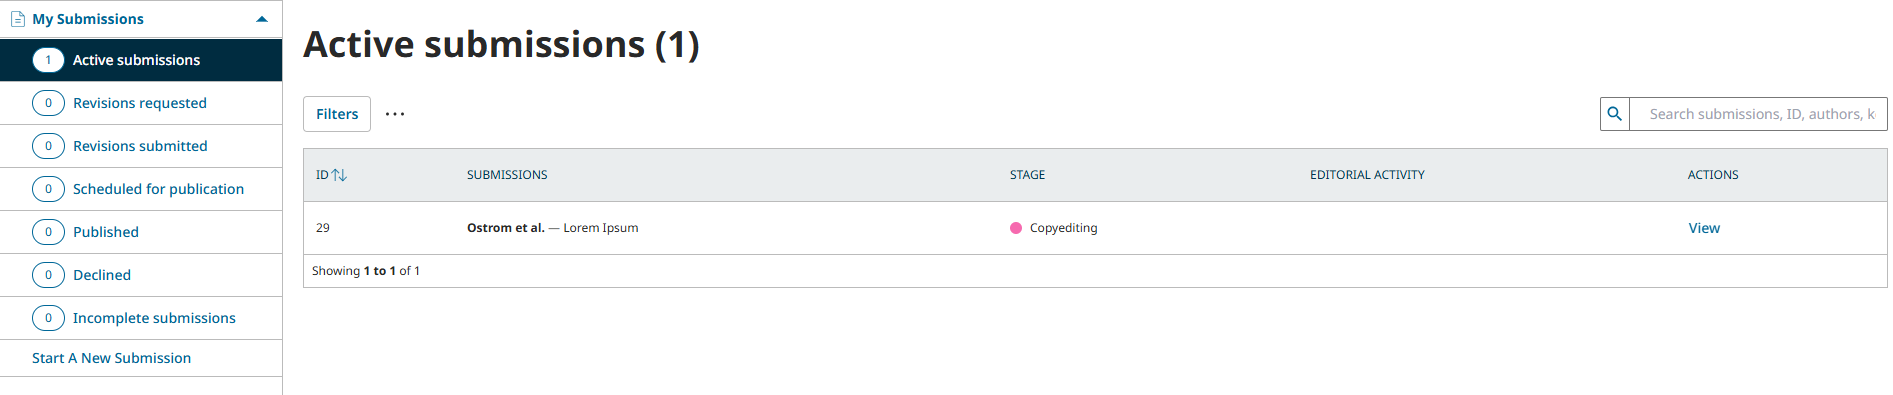 My Submissions
1 Active submissions
0 Revisions requested
0 Revisions submitted
0 Scheduled for publication
0 Published
0 Declined
0 Incomplete submissions
Start A New Submission
Active submissions (1)
Filters ...
Search submissions, ID, authors, k
ID SUBMISSIONS STAGE EDITORIAL ACTIVITY ACTIONS
29 Ostrom et al. — Lorem Ipsum Copyediting View
Showing 1 to 1 of 1